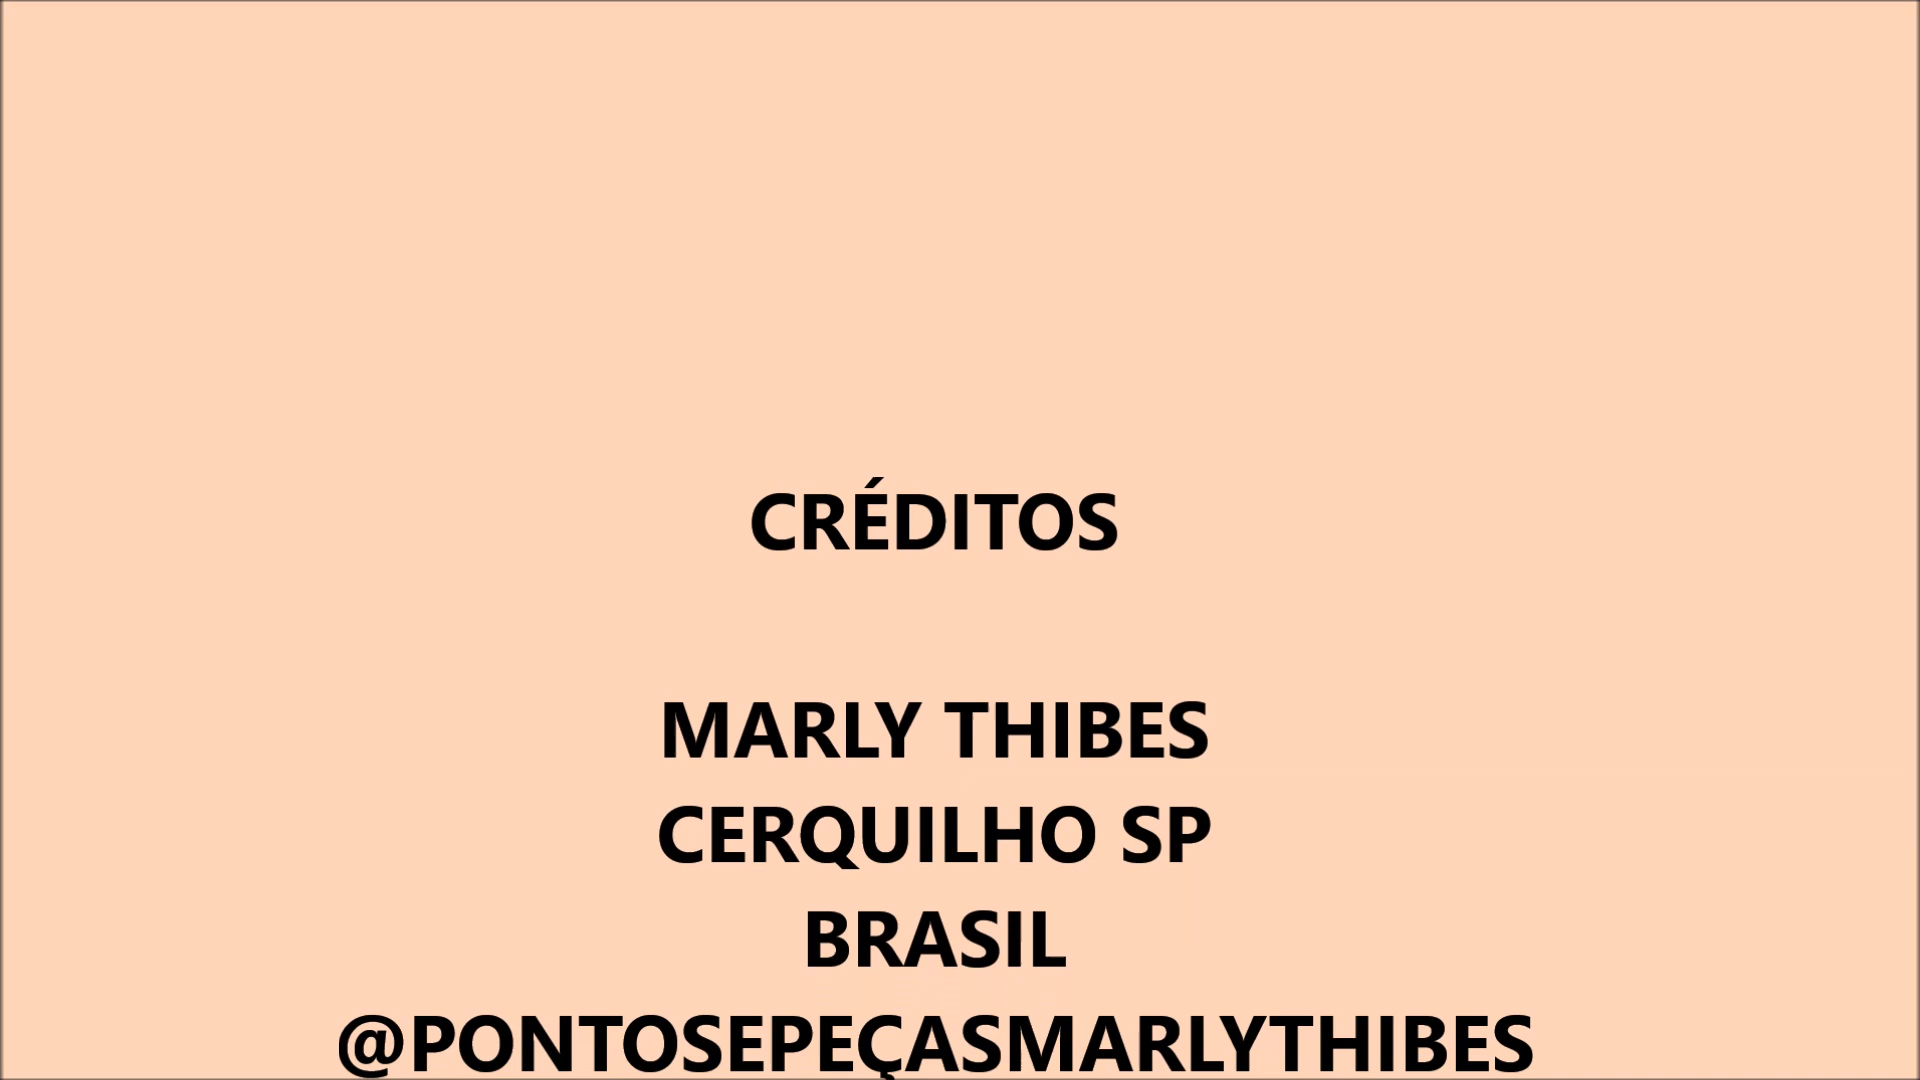 CRÉDITOS
MARLY THIBES
CERQUILHO SP
BRASIL
@PONTOSEPEÇASMARLYTHIBES